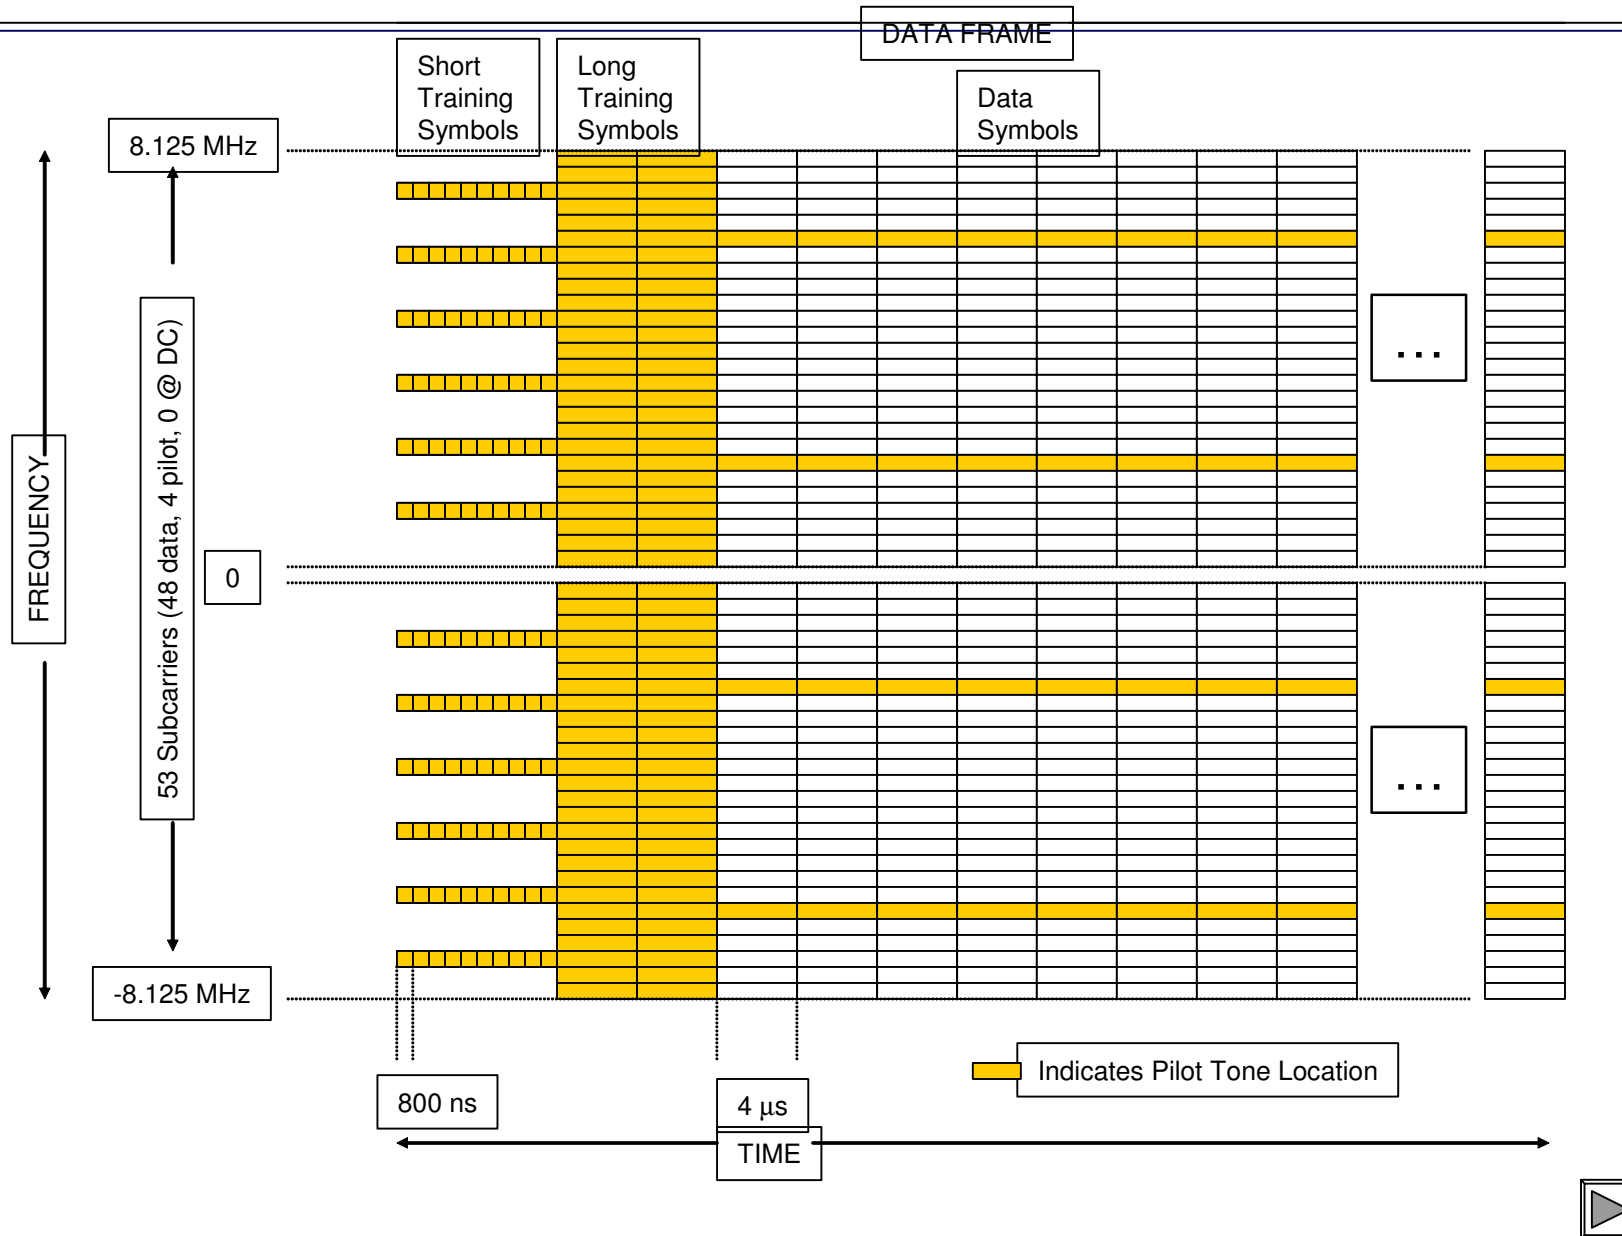 DATA FRAME
Short
Training
Symbols
Long
Training
Symbols
Data
Symbols
8.125 MHz
FREQUENCY
53 Subcarriers (48 data, 4 pilot, 0 @ DC)
0
...
...
-8.125 MHz
Indicates Pilot Tone Location
800 ns
4 μs
TIME